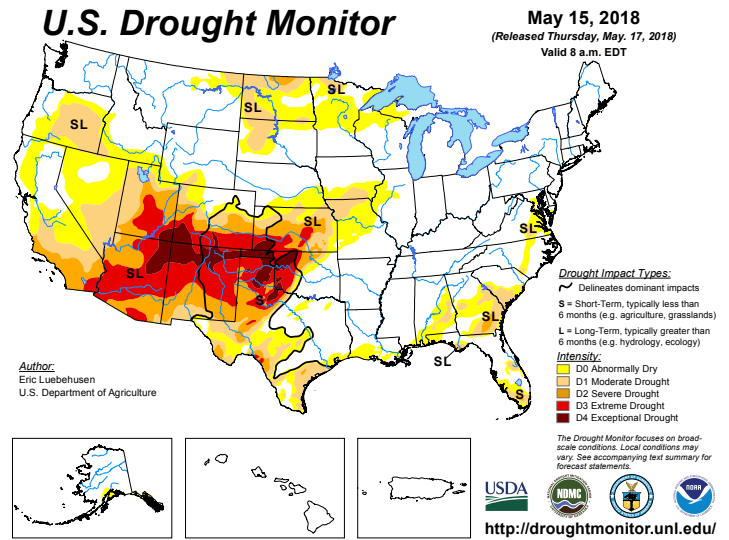 U.S. Drought Monitor
May 15, 2018
(Released Thursday, May. 17, 2018)
Valid 8 a.m. EDT
SL
SL
SL
SL
SL
SL
S
SL
SL
S
Drought Impact Types:
Delineates dominant impacts
S = Short-Term, typically less than
6 months (e.g. agriculture, grasslands)
L = Long-Term, typically greater than
6 months (e.g. hydrology, ecology)
Intensity:
D0 Abnormally Dry
D1 Moderate Drought
D2 Severe Drought
D3 Extreme Drought
D4 Exceptional Drought
Author:
Eric Luebehusen
U.S. Department of Agriculture
The Drought Monitor focuses on broad-
scale conditions. Local conditions may
vary. See accompanying text summary for
forecast statements.
USDA
NDMC
NOAA
http://droughtmonitor.unl.edu/